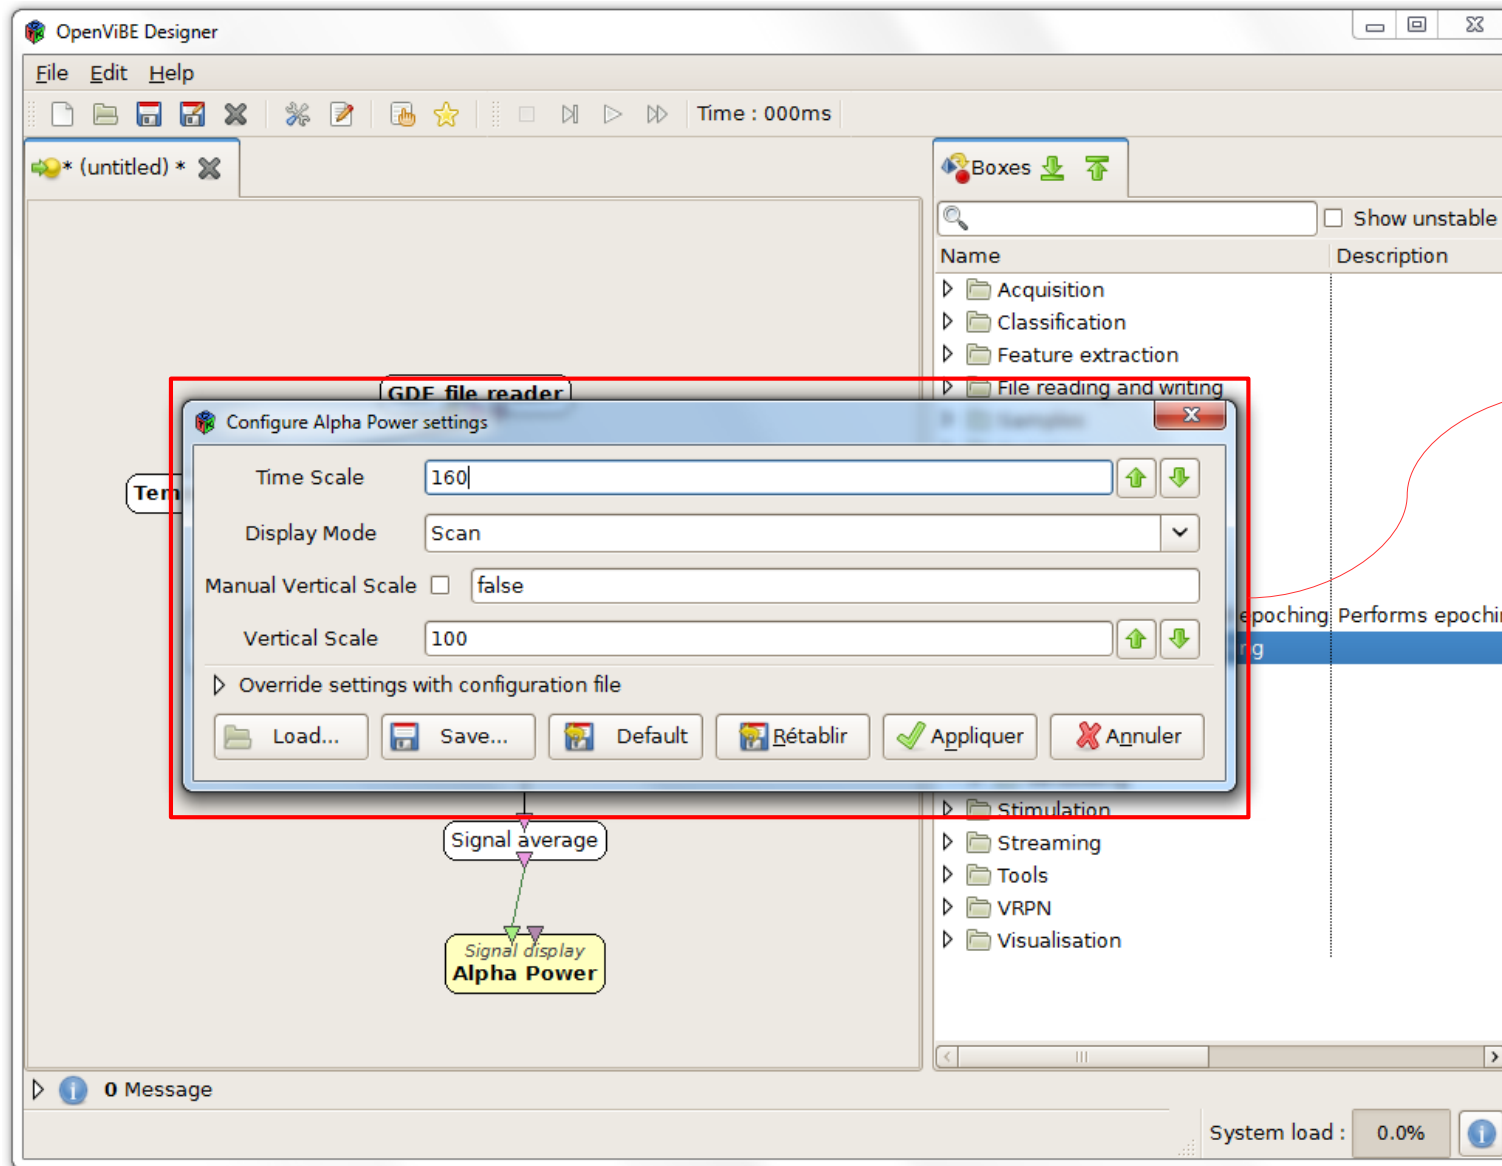 OpenViBE Designer
File Edit Help
Time : 000ms
* (untitled) *
Boxes
Show unstable
Name Description
Acquisition
Classification
Feature extraction
File reading and writing
GDF file reader
Configure Alpha Power settings
Time Scale 160
Tem
Display Mode Scan
Manual Vertical Scale false
epoching Performs epochin
Vertical Scale 100
ng
Override settings with configuration file
Load... Save... Default Rétablir Appliquer Annuler
Stimulation
Signal average
Streaming
Tools
VRPN
Visualisation
Signal display
Alpha Power
0 Message
System load : 0.0%